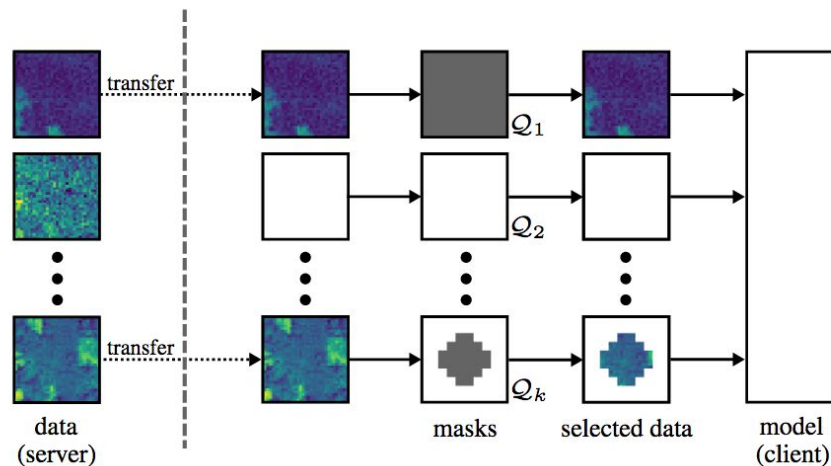 transfer
𝒬₁
𝒬₂
transfer
𝒬ₖ
data
(server)
masks
selected data
model
(client)